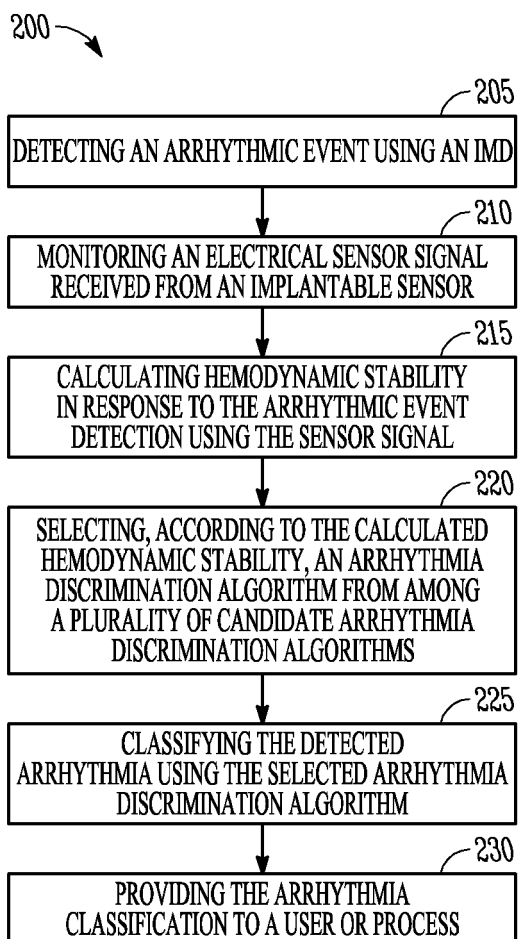 200
205
DETECTING AN ARRHYTHMIC EVENT USING AN IMD
210
MONITORING AN ELECTRICAL SENSOR SIGNAL
RECEIVED FROM AN IMPLANTABLE SENSOR
215
CALCULATING HEMODYNAMIC STABILITY
IN RESPONSE TO THE ARRHYTHMIC EVENT
DETECTION USING THE SENSOR SIGNAL
220
SELECTING, ACCORDING TO THE CALCULATED
HEMODYNAMIC STABILITY, AN ARRHYTHMIA
DISCRIMINATION ALGORITHM FROM AMONG
A PLURALITY OF CANDIDATE ARRHYTHMIA
DISCRIMINATION ALGORITHMS
225
CLASSIFYING THE DETECTED
ARRHYTHMIA USING THE SELECTED ARRHYTHMIA
DISCRIMINATION ALGORITHM
230
PROVIDING THE ARRHYTHMIA
CLASSIFICATION TO A USER OR PROCESS